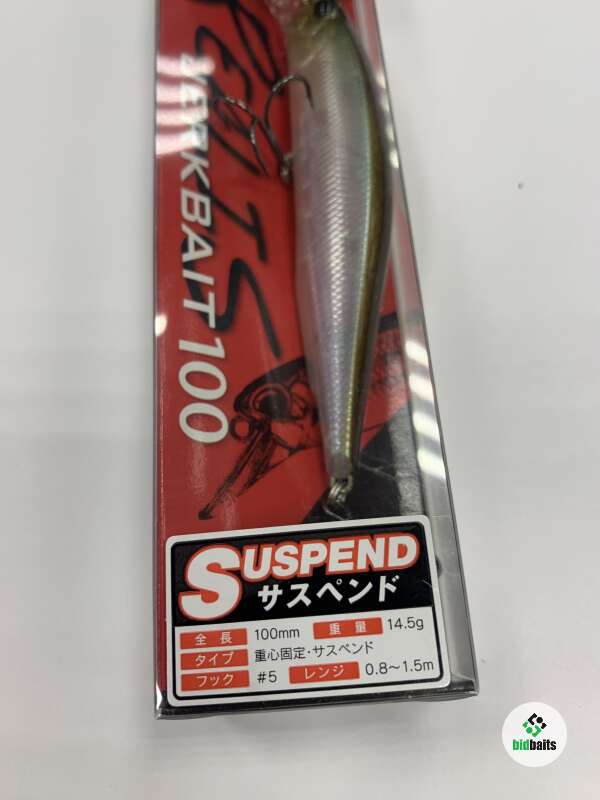 REALIS
JERKBAIT 100
SUSPEND
サスペンド
全長 100mm 重量 14.5g
タイプ 重心固定・サスペンド
フック #5 レンジ 0.8〜1.5m
bidbaits